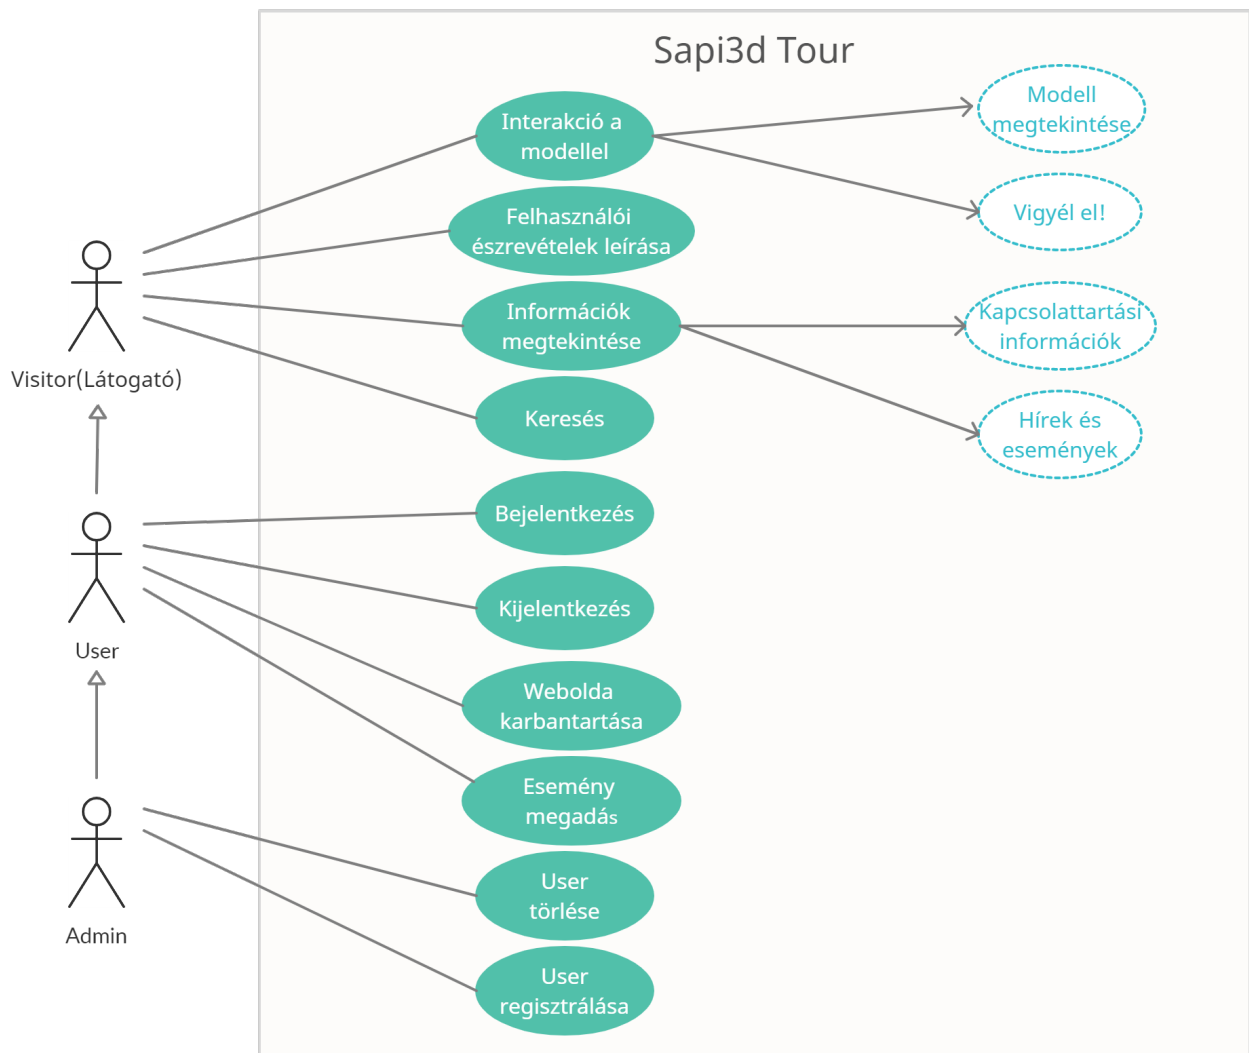 Sapi3d Tour
Interakció a
modellel
Modell
megtekintése
Felhasználói
észrevételek leírása
Vigyél el!
Információk
megtekintése
Kapcsolattartási
információk
Visitor(Látogató)
Keresés
Hírek és
események
Bejelentkezés
Kijelentkezés
User
Webolda
karbantartása
Esemény
megadás
User
törlése
Admin
User
regisztrálása